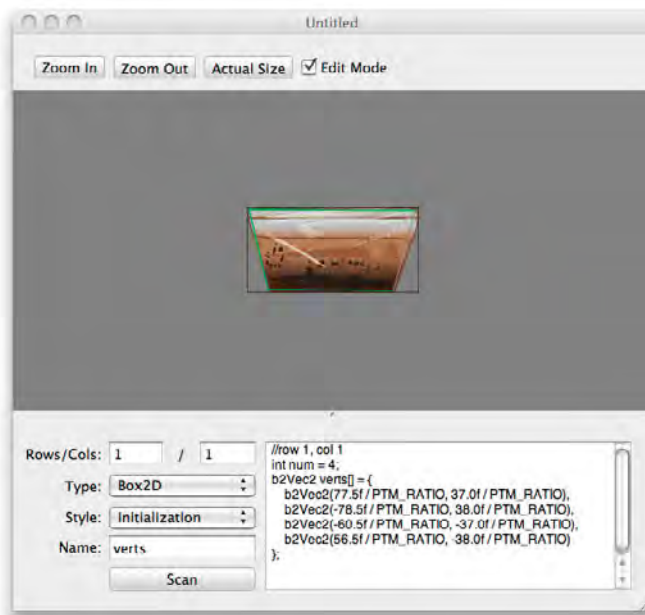 Untitled
Zoom In Zoom Out Actual Size Edit Mode
Rows/Cols: 1 / 1
Type: Box2D
Style: Initialization
Name: verts
Scan
//row 1, col 1
int num = 4;
b2Vec2 verts[] = {
b2Vec2(77.5f / PTM_RATIO, 37.0f / PTM_RATIO),
b2Vec2(-78.5f / PTM_RATIO, 38.0f / PTM_RATIO),
b2Vec2(-60.5f / PTM_RATIO, -37.0f / PTM_RATIO),
b2Vec2(56.5f / PTM_RATIO, -38.0f / PTM_RATIO)
};